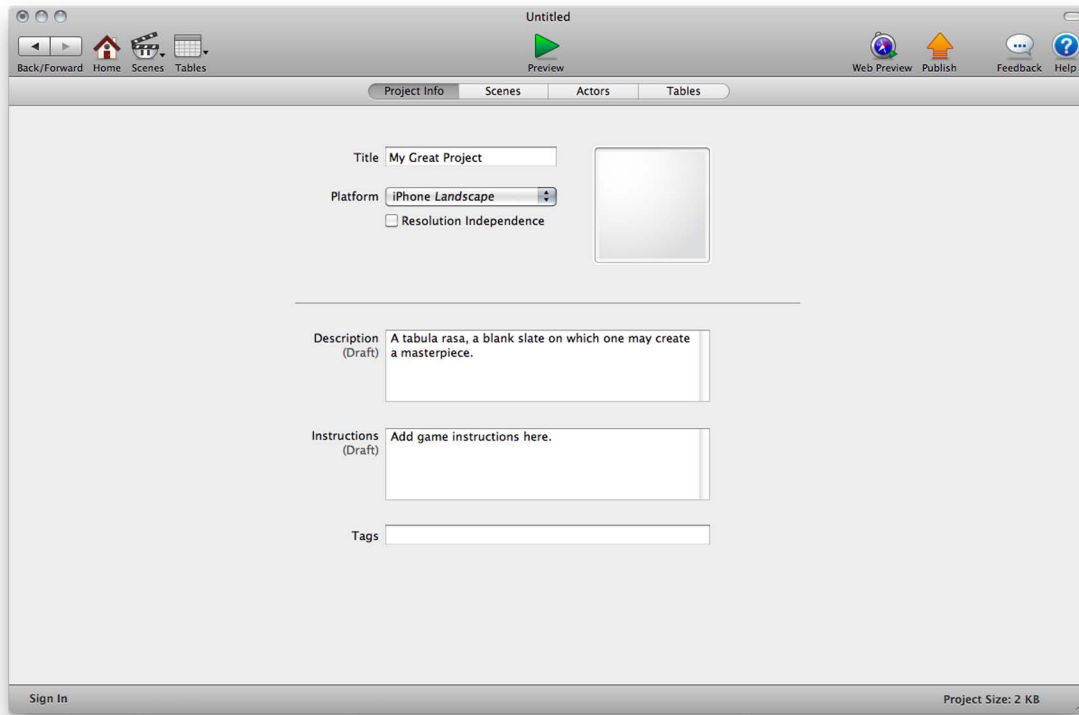 Untitled
Back/Forward Home Scenes Tables
Preview
Web Preview Publish Feedback Help
Project Info Scenes Actors Tables
Title My Great Project
Platform iPhone Landscape
Resolution Independence
Description A tabula rasa, a blank slate on which one may create
(Draft) a masterpiece.
Instructions Add game instructions here.
(Draft)
Tags
Sign In Project Size: 2 KB